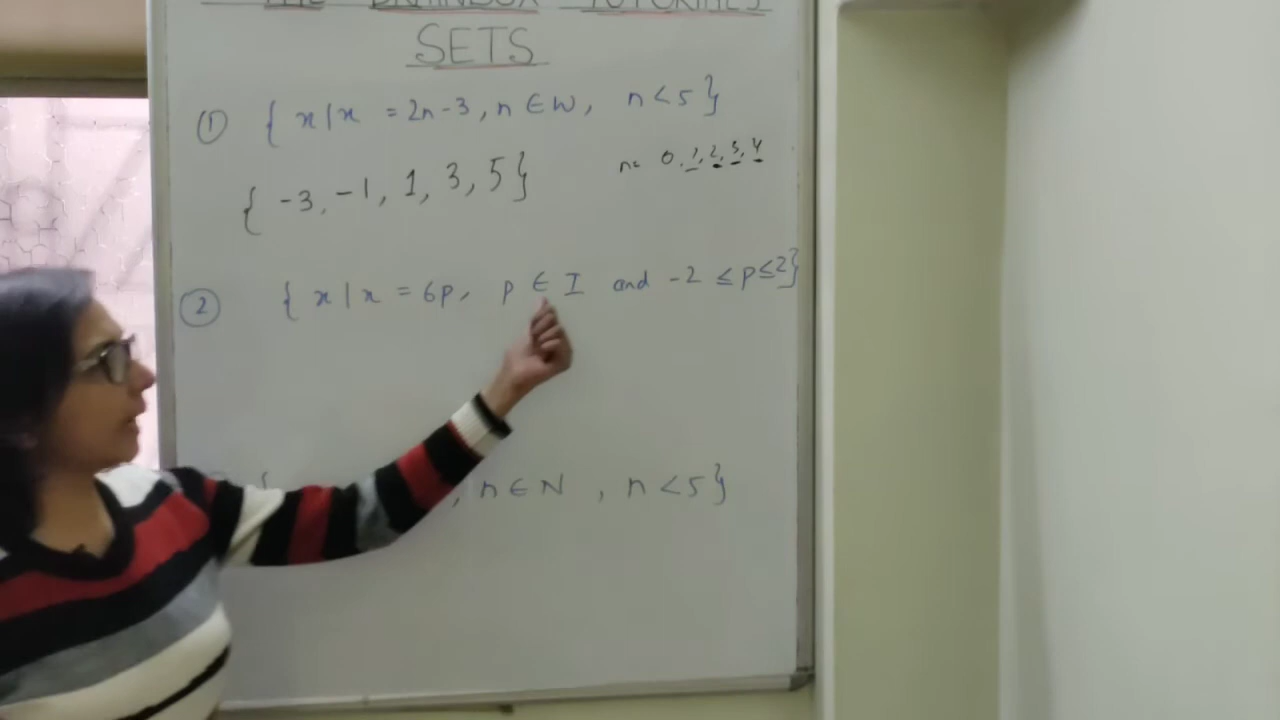 THE BRAINBOX TUTORIALS
SETS
① { x | x = 2n-3, n ∈ W, n < 5 }
n= 0, 1, 2, 3, 4
{ -3, -1, 1, 3, 5 }
② { x | x = 6p, p ∈ I and -2 ≤ p ≤ 2 }
{ , n ∈ N , n < 5 }